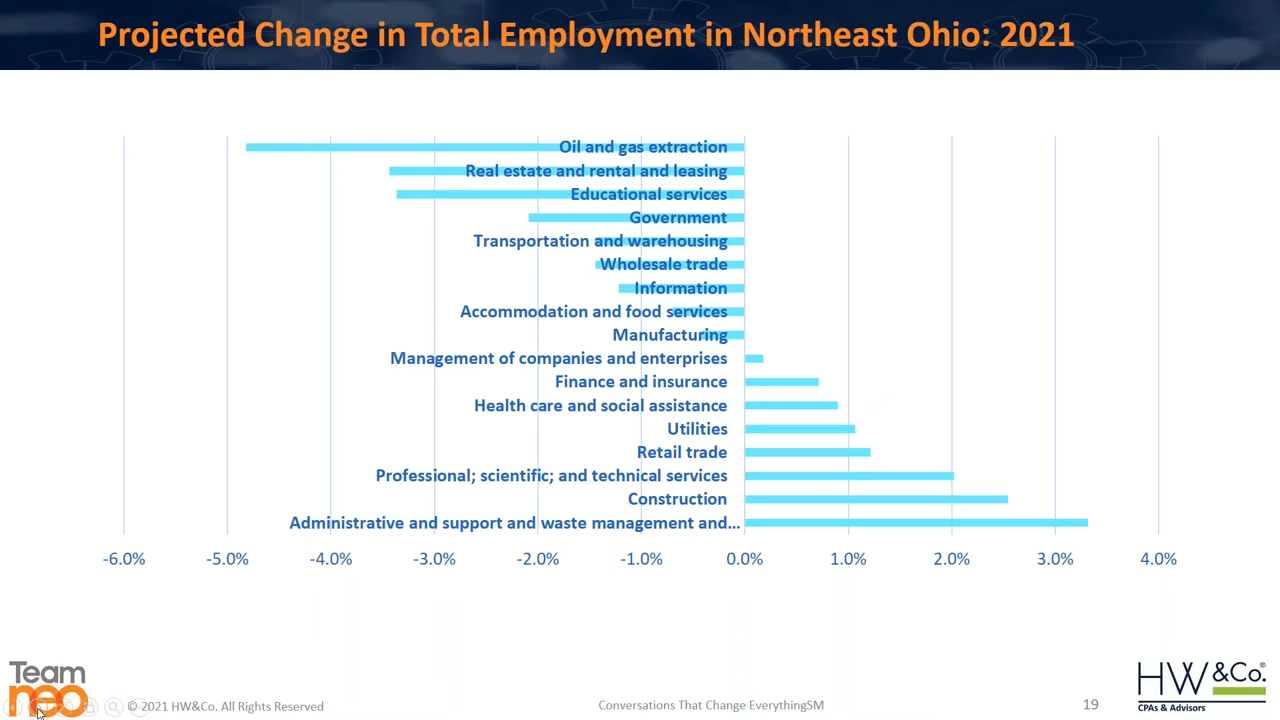 Projected Change in Total Employment in Northeast Ohio: 2021
Oil and gas extraction
Real estate and rental and leasing
Educational services
Government
Transportation and warehousing
Wholesale trade
Information
Accommodation and food services
Manufacturing
Management of companies and enterprises
Finance and insurance
Health care and social assistance
Utilities
Retail trade
Professional; scientific; and technical services
Construction
Administrative and support and waste management and...
-6.0% -5.0% -4.0% -3.0% -2.0% -1.0% 0.0% 1.0% 2.0% 3.0% 4.0%
Team
neo
© 2021 HW&Co. All Rights Reserved
Conversations That Change EverythingSM
19
HW&Co.®
CPAs & Advisors